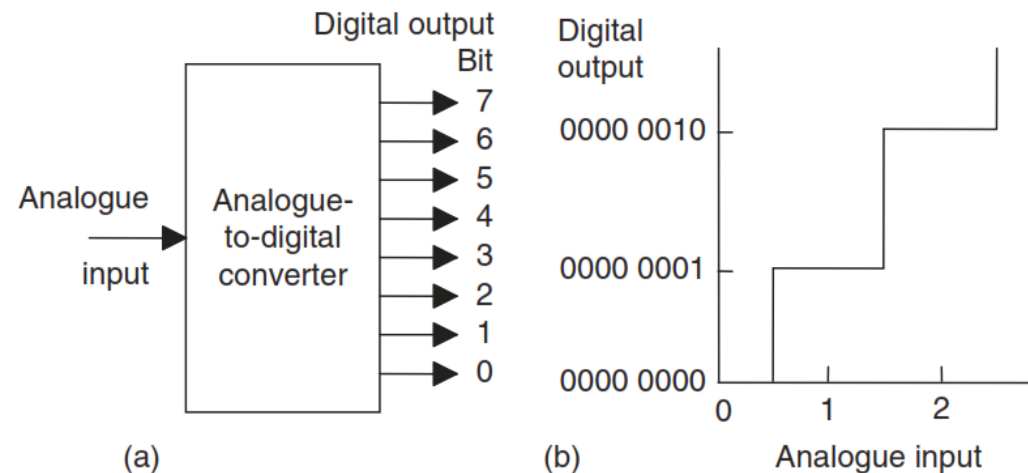 Digital output
Bit
7
6
5
4
3
2
1
0
Analogue
input
Analogue-
to-digital
converter
(a)
Digital
output
0000 0010
0000 0001
0000 0000
0
1
2
Analogue input
(b)